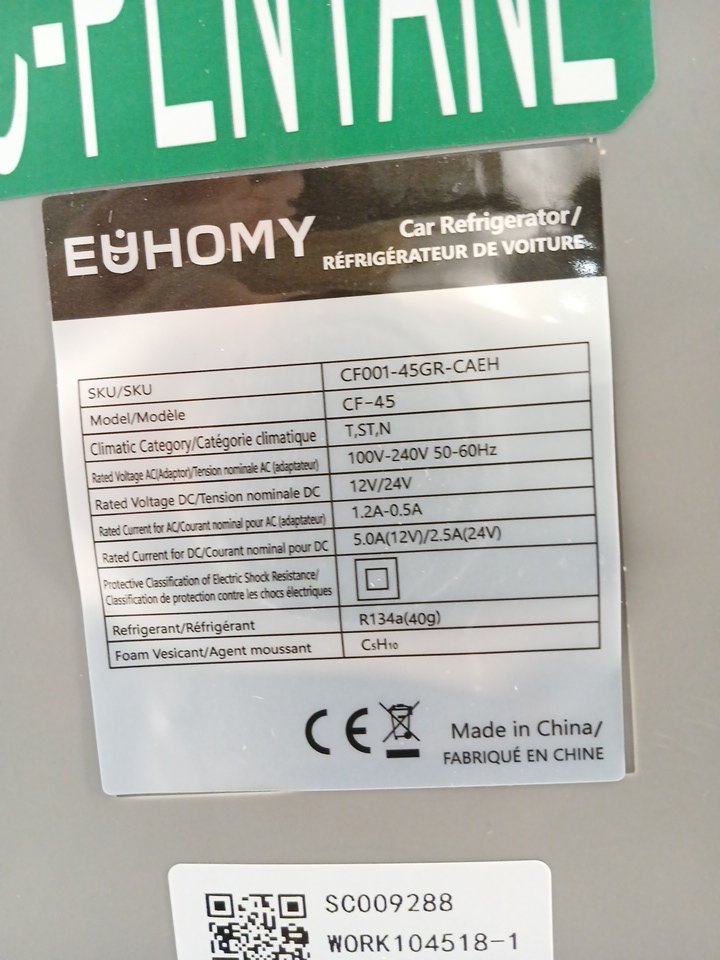 C-PENTANE
EUHOMY
Car Refrigerator/
RÉFRIGÉRATEUR DE VOITURE
SKU/SKU CF001-45GR-CAEH
Model/Modèle CF-45
Climatic Category/Catégorie climatique T,ST,N
Rated Voltage AC(Adaptor)/Tension nominale AC (adaptateur) 100V-240V 50-60Hz
Rated Voltage DC/Tension nominale DC 12V/24V
Rated Current for AC/Courant nominal pour AC (adaptateur) 1.2A-0.5A
Rated Current for DC/Courant nominal pour DC 5.0A(12V)/2.5A(24V)
Protective Classification of Electric Shock Resistance/
Classification de protection contre les chocs électriques
Refrigerant/Réfrigérant R134a(40g)
Foam Vesicant/Agent moussant C₅H₁₀
CE
Made in China/
FABRIQUÉ EN CHINE
SC009288
WORK104518-1